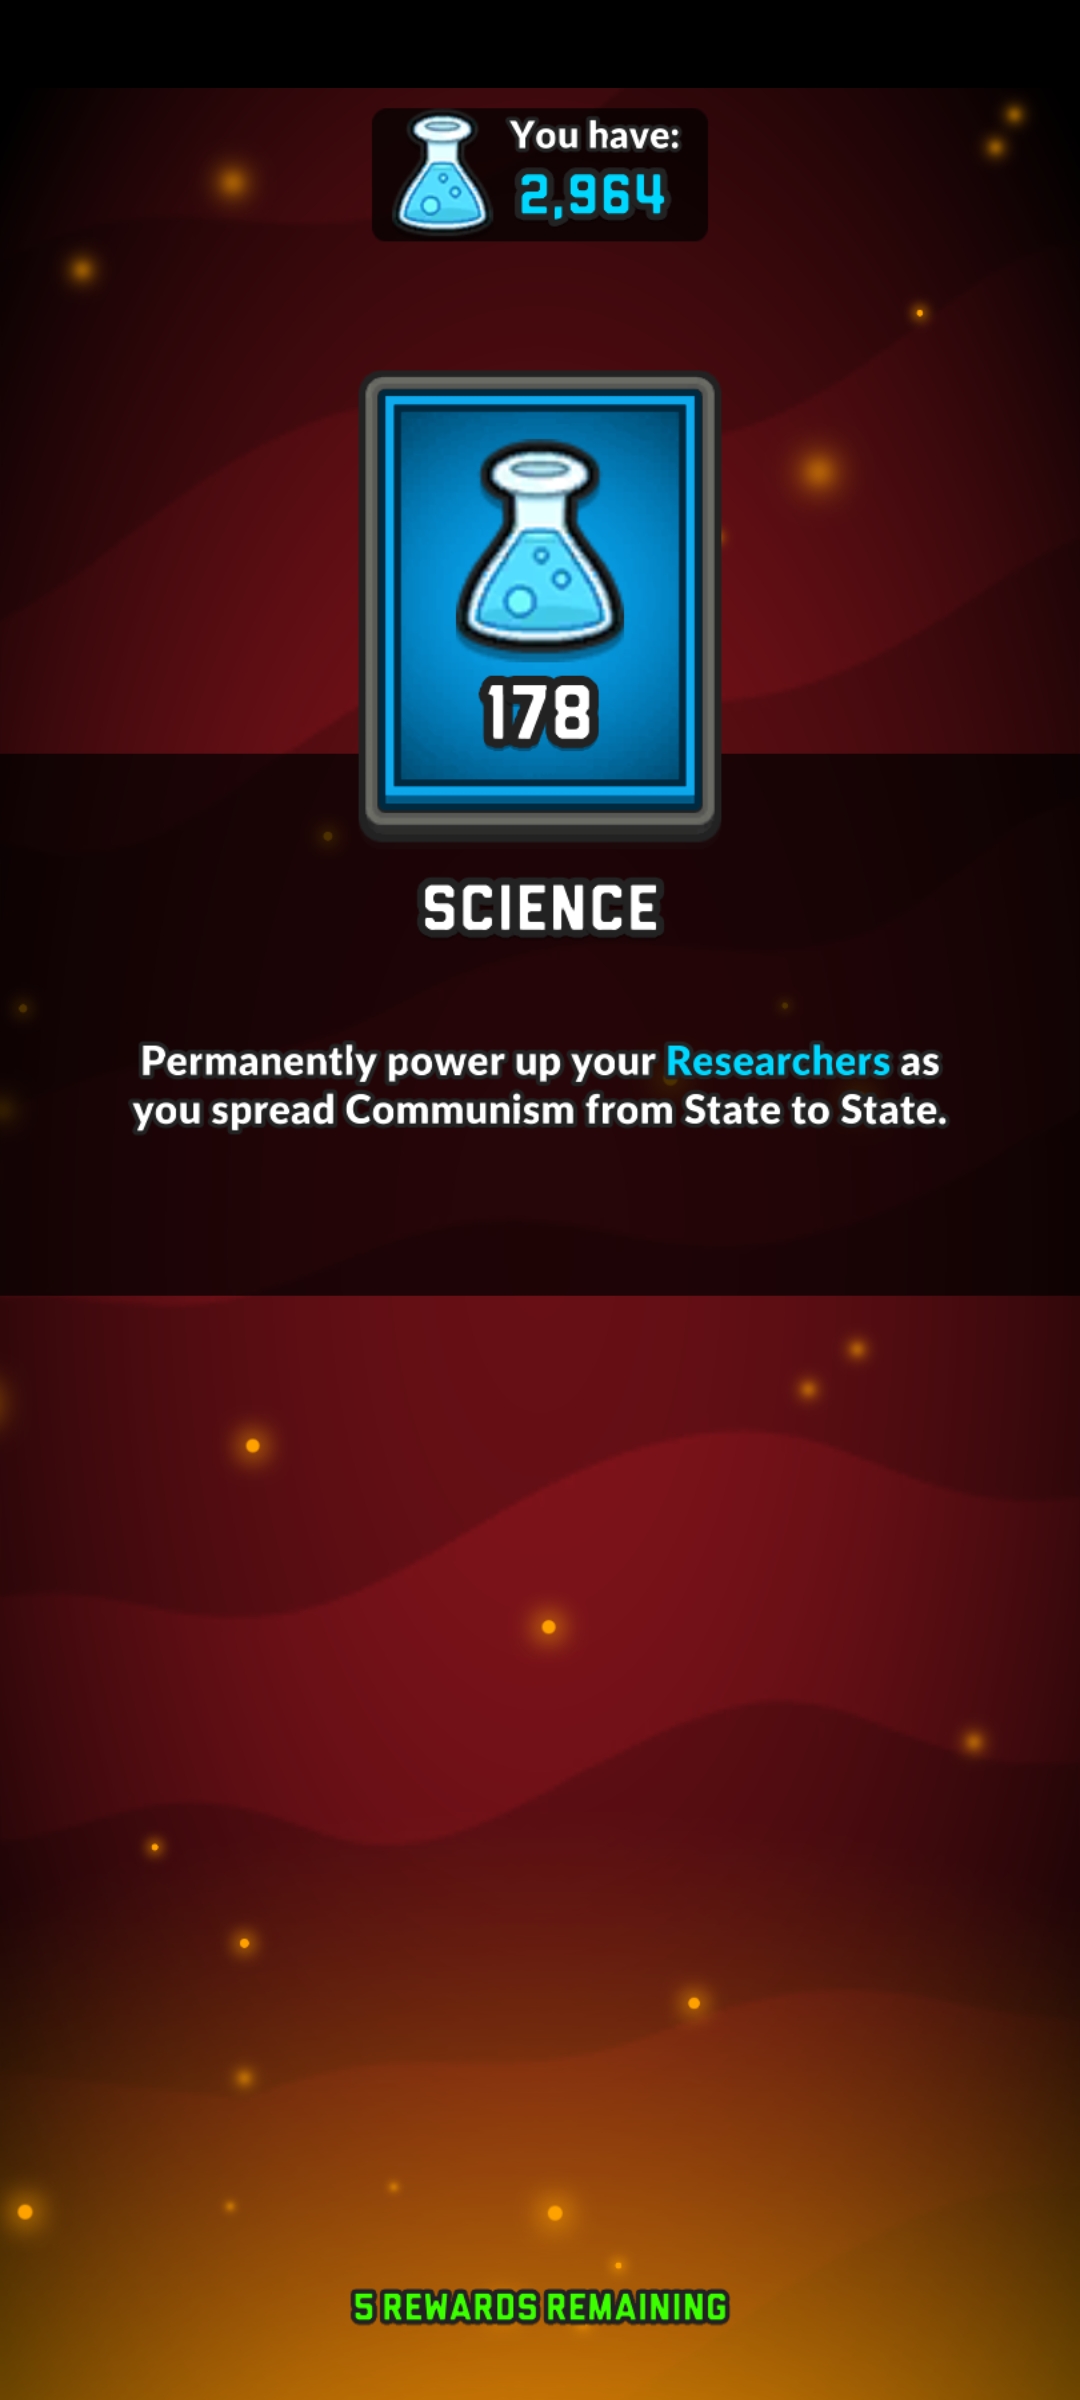 You have:
2,964
178
SCIENCE
Permanently power up your Researchers as
you spread Communism from State to State.
5 REWARDS REMAINING